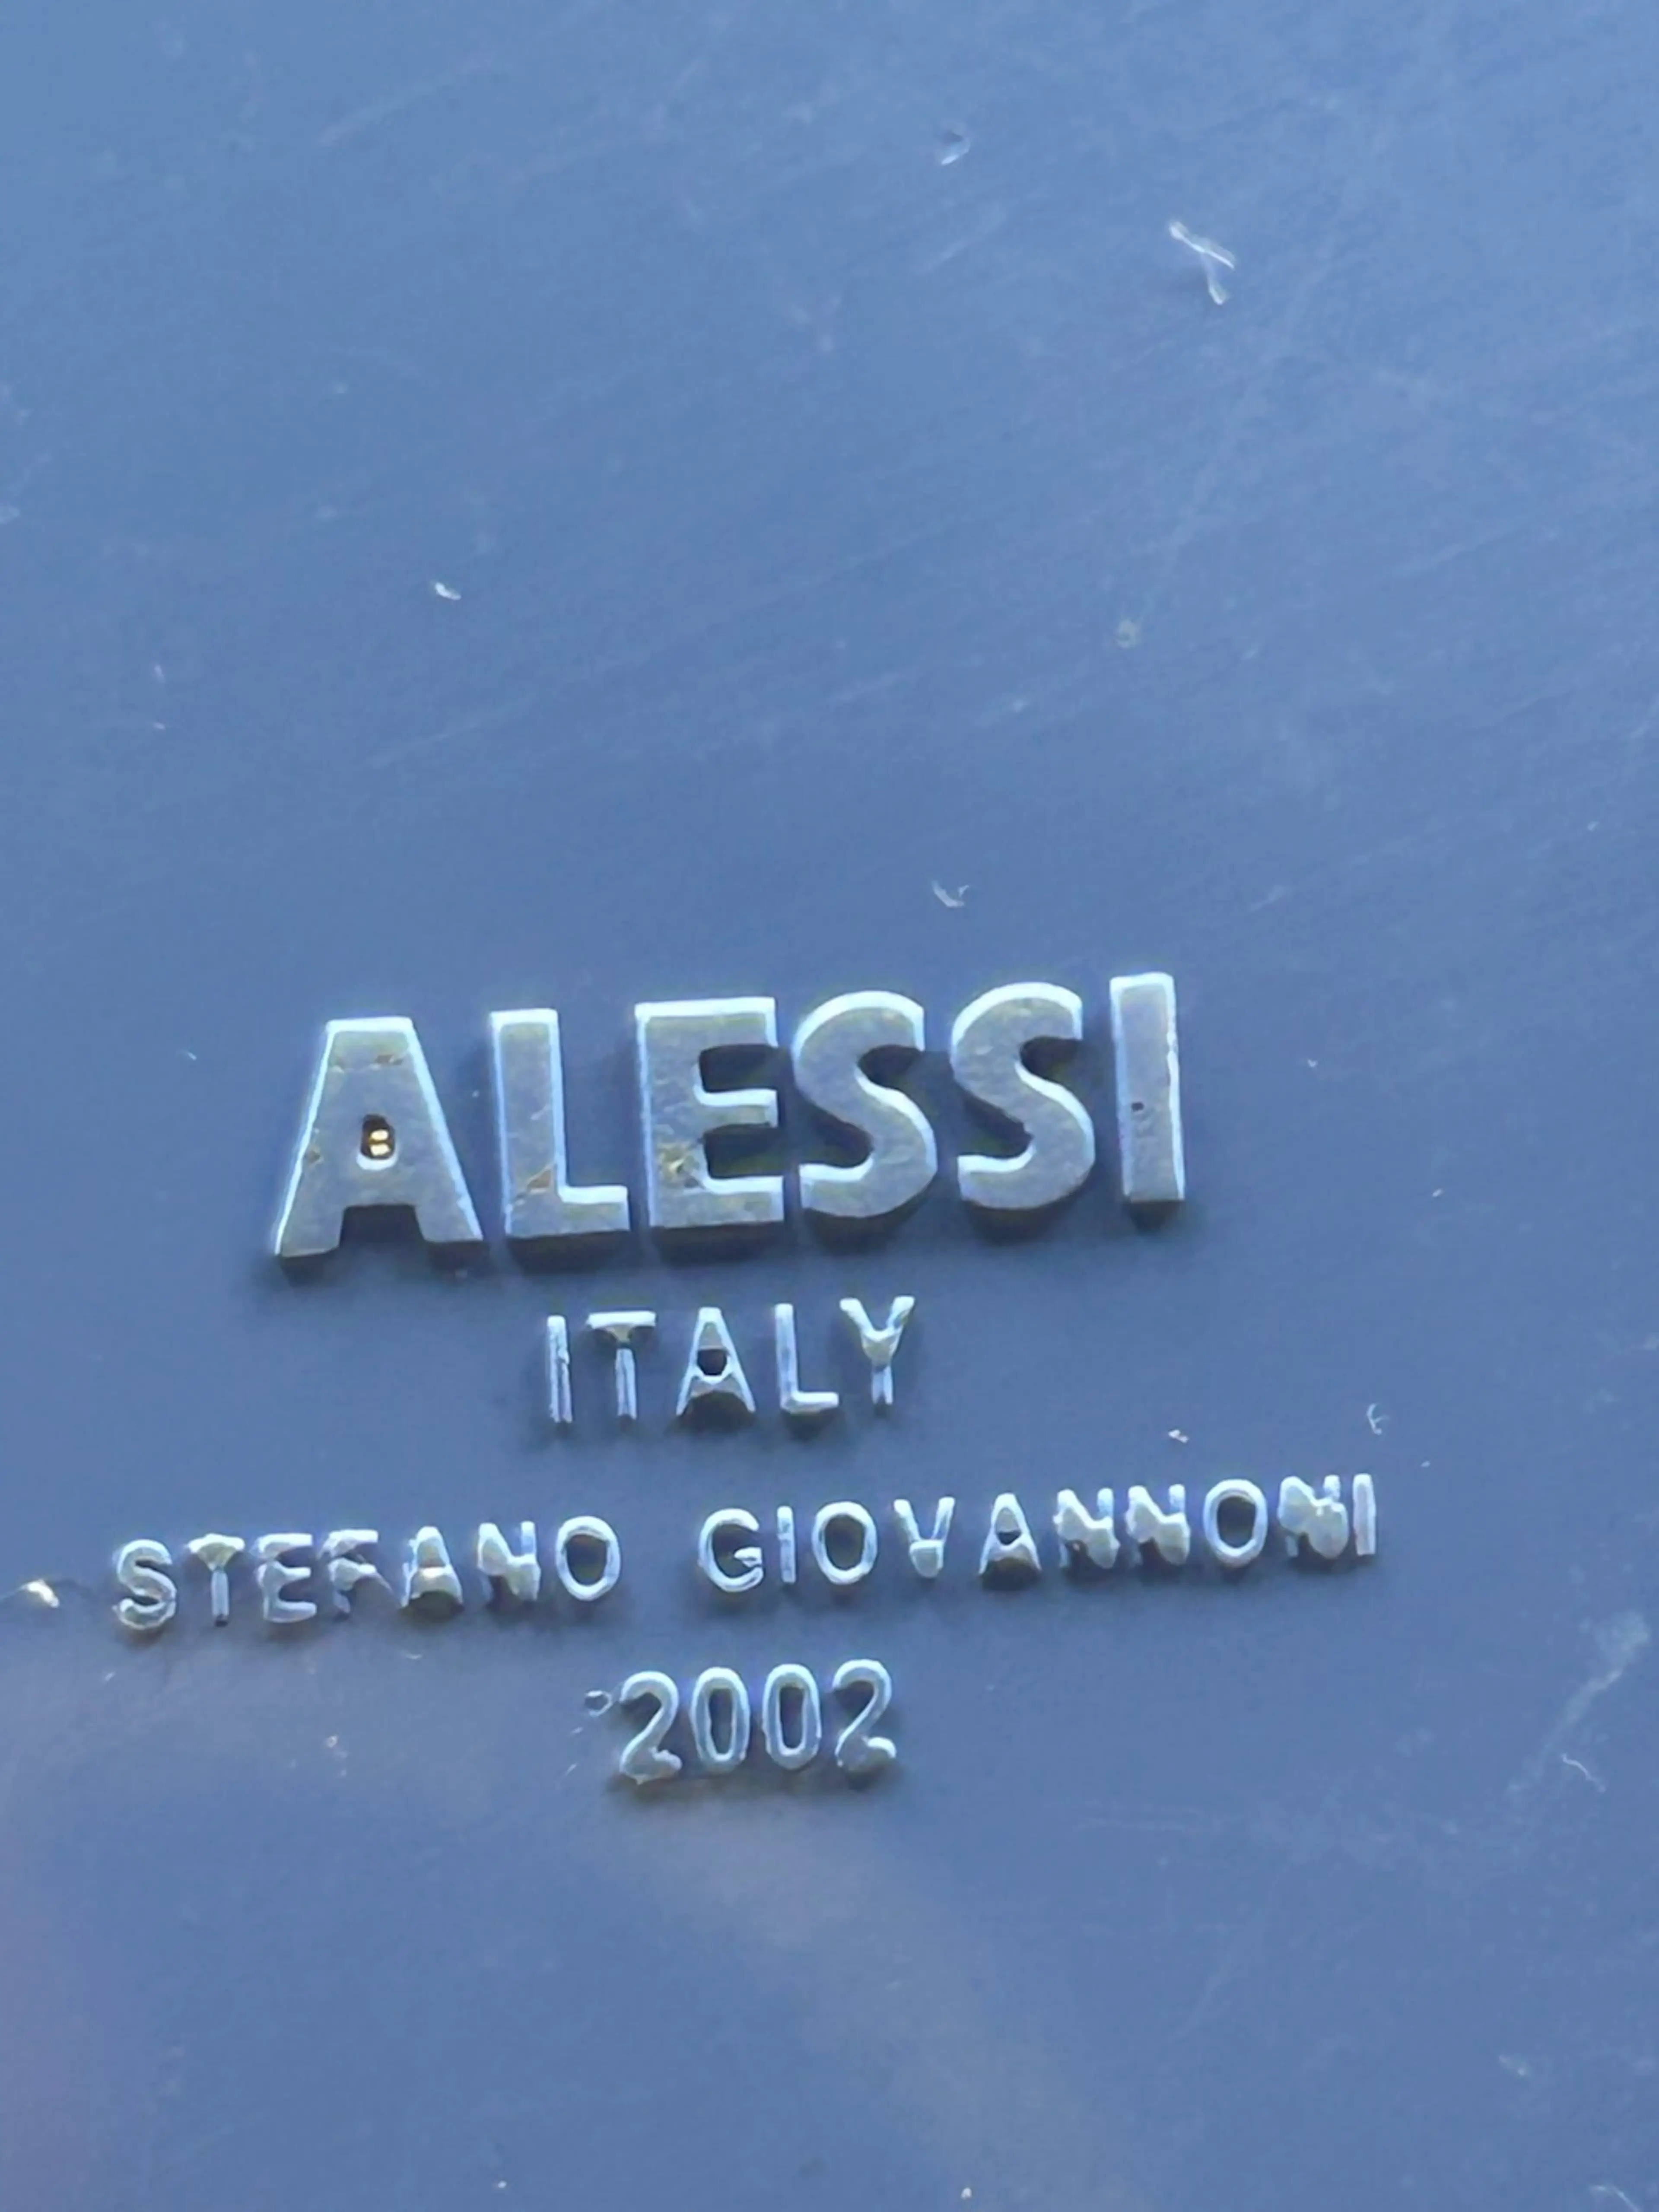 ALESSI
ITALY
STEFANO GIOVANNONI
2002